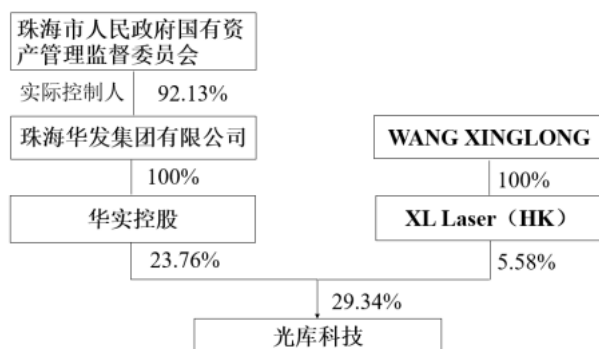 珠海市人民政府国有资
产管理监督委员会
实际控制人 92.13%
珠海华发集团有限公司
WANG XINGLONG
100%
100%
华实控股
XL Laser（HK）
23.76%
5.58%
29.34%
光库科技